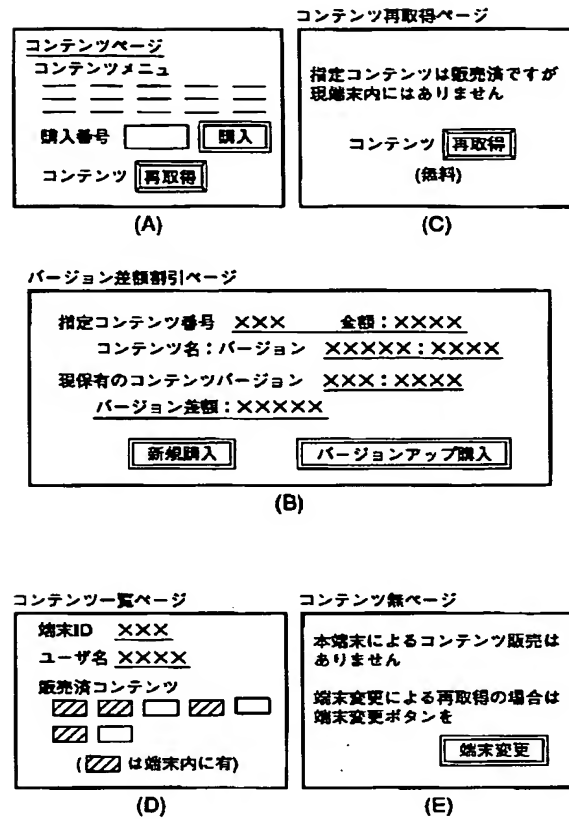 コンテンツページ
コンテンツメニュ
購入番号 購入
コンテンツ 再取得
(A)
コンテンツ再取得ページ
指定コンテンツは販売済ですが
現端末内にはありません
コンテンツ 再取得
(無料)
(C)
バージョン差額割引ページ
指定コンテンツ番号 ××× 金額:××××
コンテンツ名:バージョン ×××××:××××
現保有のコンテンツバージョン ×××:××××
バージョン差額:×××××
新規購入 バージョンアップ購入
(B)
コンテンツ一覧ページ
端末ID ×××
ユーザ名 ××××
販売済コンテンツ
( は端末内に有)
(D)
コンテンツ無ページ
本端末によるコンテンツ販売は
ありません
端末変更による再取得の場合は
端末変更ボタンを
端末変更
(E)